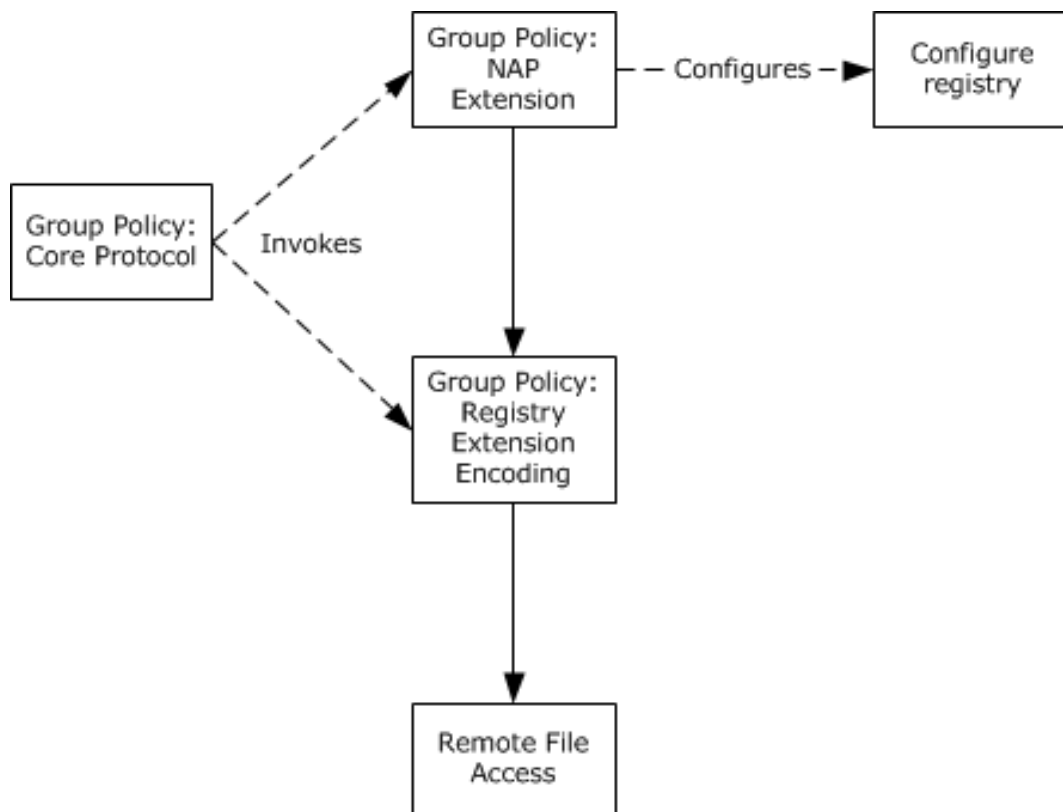 Group Policy:
NAP
Extension
Configures
Configure
registry
Group Policy:
Core Protocol
Invokes
Group Policy:
Registry
Extension
Encoding
Remote File
Access